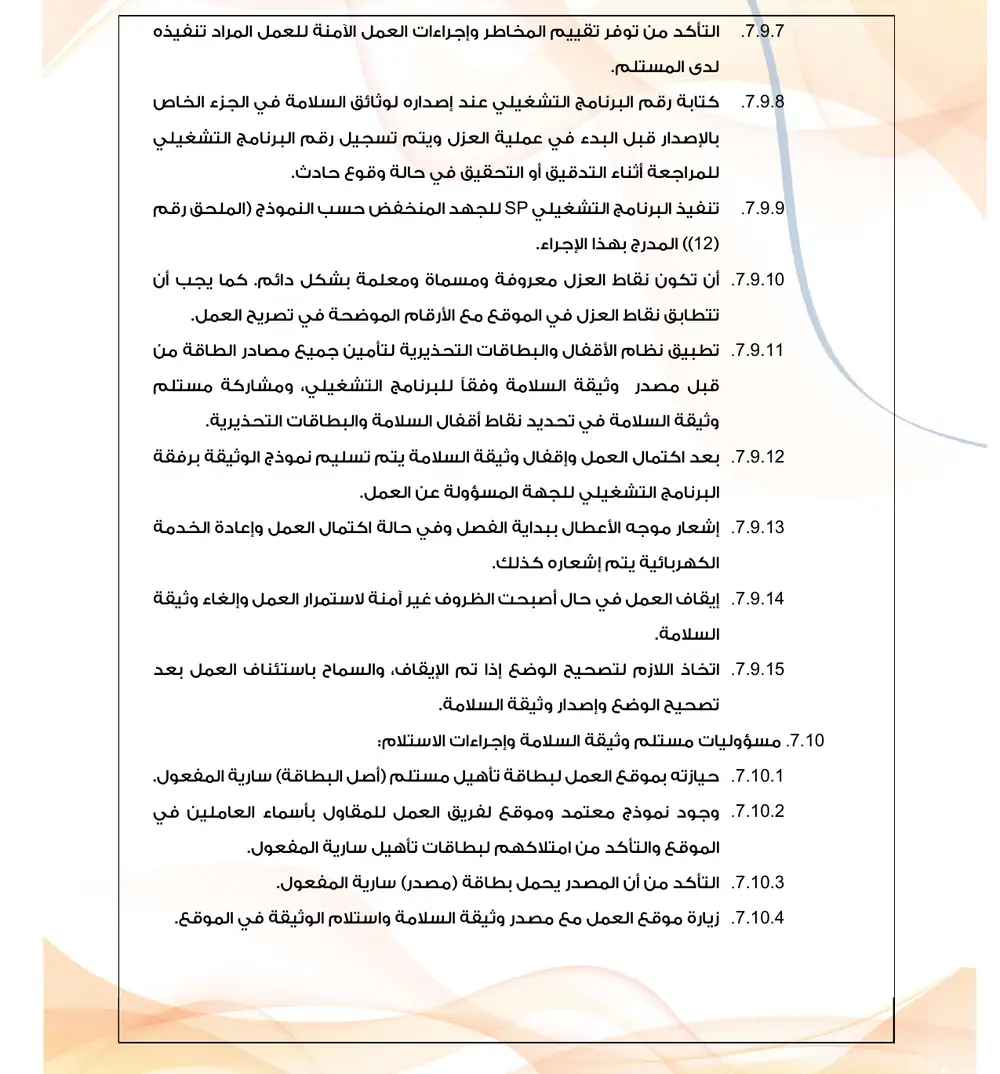 7.9.7. التأكد من توفر تقييم المخاطر وإجراءات العمل الآمنة للعمل المراد تنفيذه
لدى المستلم.
7.9.8. كتابة رقم البرنامج التشغيلي عند إصداره لوثائق السلامة في الجزء الخاص
بالإصدار قبل البدء في عملية العزل ويتم تسجيل رقم البرنامج التشغيلي
للمراجعة أثناء التدقيق أو التحقيق في حالة وقوع حادث.
7.9.9. تنفيذ البرنامج التشغيلي SP للجهد المنخفض حسب النموذج (الملحق رقم
(12)) المدرج بهذا الإجراء.
7.9.10. أن تكون نقاط العزل معروفة ومسماة ومعلمة بشكل دائم. كما يجب أن
تتطابق نقاط العزل في الموقع مع الأرقام الموضحة في تصريح العمل.
7.9.11. تطبيق نظام الأقفال والبطاقات التحذيرية لتأمين جميع مصادر الطاقة من
قبل مصدر وثيقة السلامة وفقاً للبرنامج التشغيلي، ومشاركة مستلم
وثيقة السلامة في تحديد نقاط أقفال السلامة والبطاقات التحذيرية.
7.9.12. بعد اكتمال العمل وإقفال وثيقة السلامة يتم تسليم نموذج الوثيقة برفقة
البرنامج التشغيلي للجهة المسؤولة عن العمل.
7.9.13. إشعار موجه الأعطال ببداية الفصل وفي حالة اكتمال العمل وإعادة الخدمة
الكهربائية يتم إشعاره كذلك.
7.9.14. إيقاف العمل في حال أصبحت الظروف غير آمنة لاستمرار العمل وإلغاء وثيقة
السلامة.
7.9.15. اتخاذ اللازم لتصحيح الوضع إذا تم الإيقاف، والسماح باستئناف العمل بعد
تصحيح الوضع وإصدار وثيقة السلامة.
7.10. مسؤوليات مستلم وثيقة السلامة وإجراءات الاستلام:
7.10.1. حيازته بموقع العمل لبطاقة تأهيل مستلم (أصل البطاقة) سارية المفعول.
7.10.2. وجود نموذج معتمد وموقع لفريق العمل للمقاول بأسماء العاملين في
الموقع والتأكد من امتلاكهم لبطاقات تأهيل سارية المفعول.
7.10.3. التأكد من أن المصدر يحمل بطاقة (مصدر) سارية المفعول.
7.10.4. زيارة موقع العمل مع مصدر وثيقة السلامة واستلام الوثيقة في الموقع.